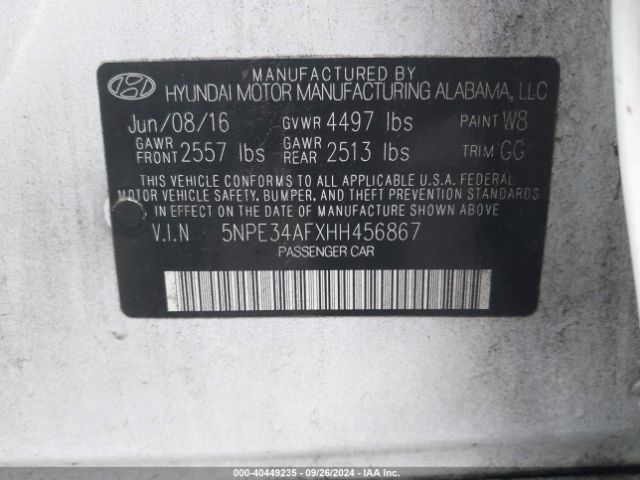 MANUFACTURED BY
HYUNDAI MOTOR MANUFACTURING ALABAMA, LLC
Jun/08/16 GVWR 4497 lbs PAINT W8
GAWR FRONT 2557 lbs GAWR REAR 2513 lbs TRIM GG
THIS VEHICLE CONFORMS TO ALL APPLICABLE U.S.A. FEDERAL
MOTOR VEHICLE SAFETY, BUMPER, AND THEFT PREVENTION STANDARDS
IN EFFECT ON THE DATE OF MANUFACTURE SHOWN ABOVE
V.I.N 5NPE34AFXHH456867
PASSENGER CAR
000-40449235 - 09/26/2024 - IAAI.COM